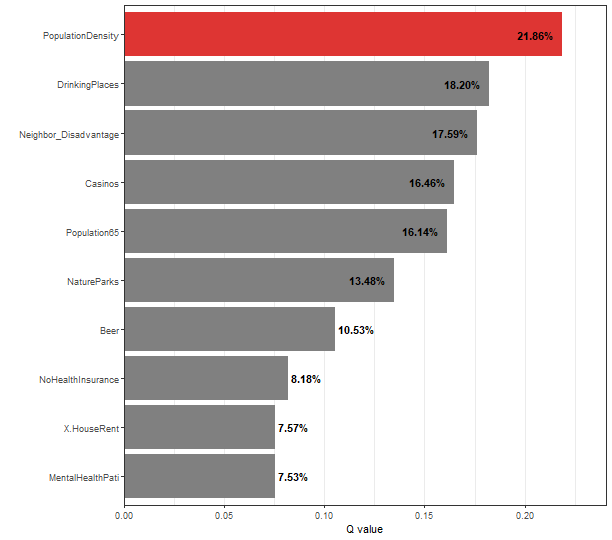 PopulationDensity 21.86%
DrinkingPlaces 18.20%
Neighbor_Disadvantage 17.59%
Casinos 16.46%
Population65 16.14%
NatureParks 13.48%
Beer 10.53%
NoHealthInsurance 8.18%
X.HouseRent 7.57%
MentalHealthPati 7.53%
0.00 0.05 0.10 0.15 0.20
Q value